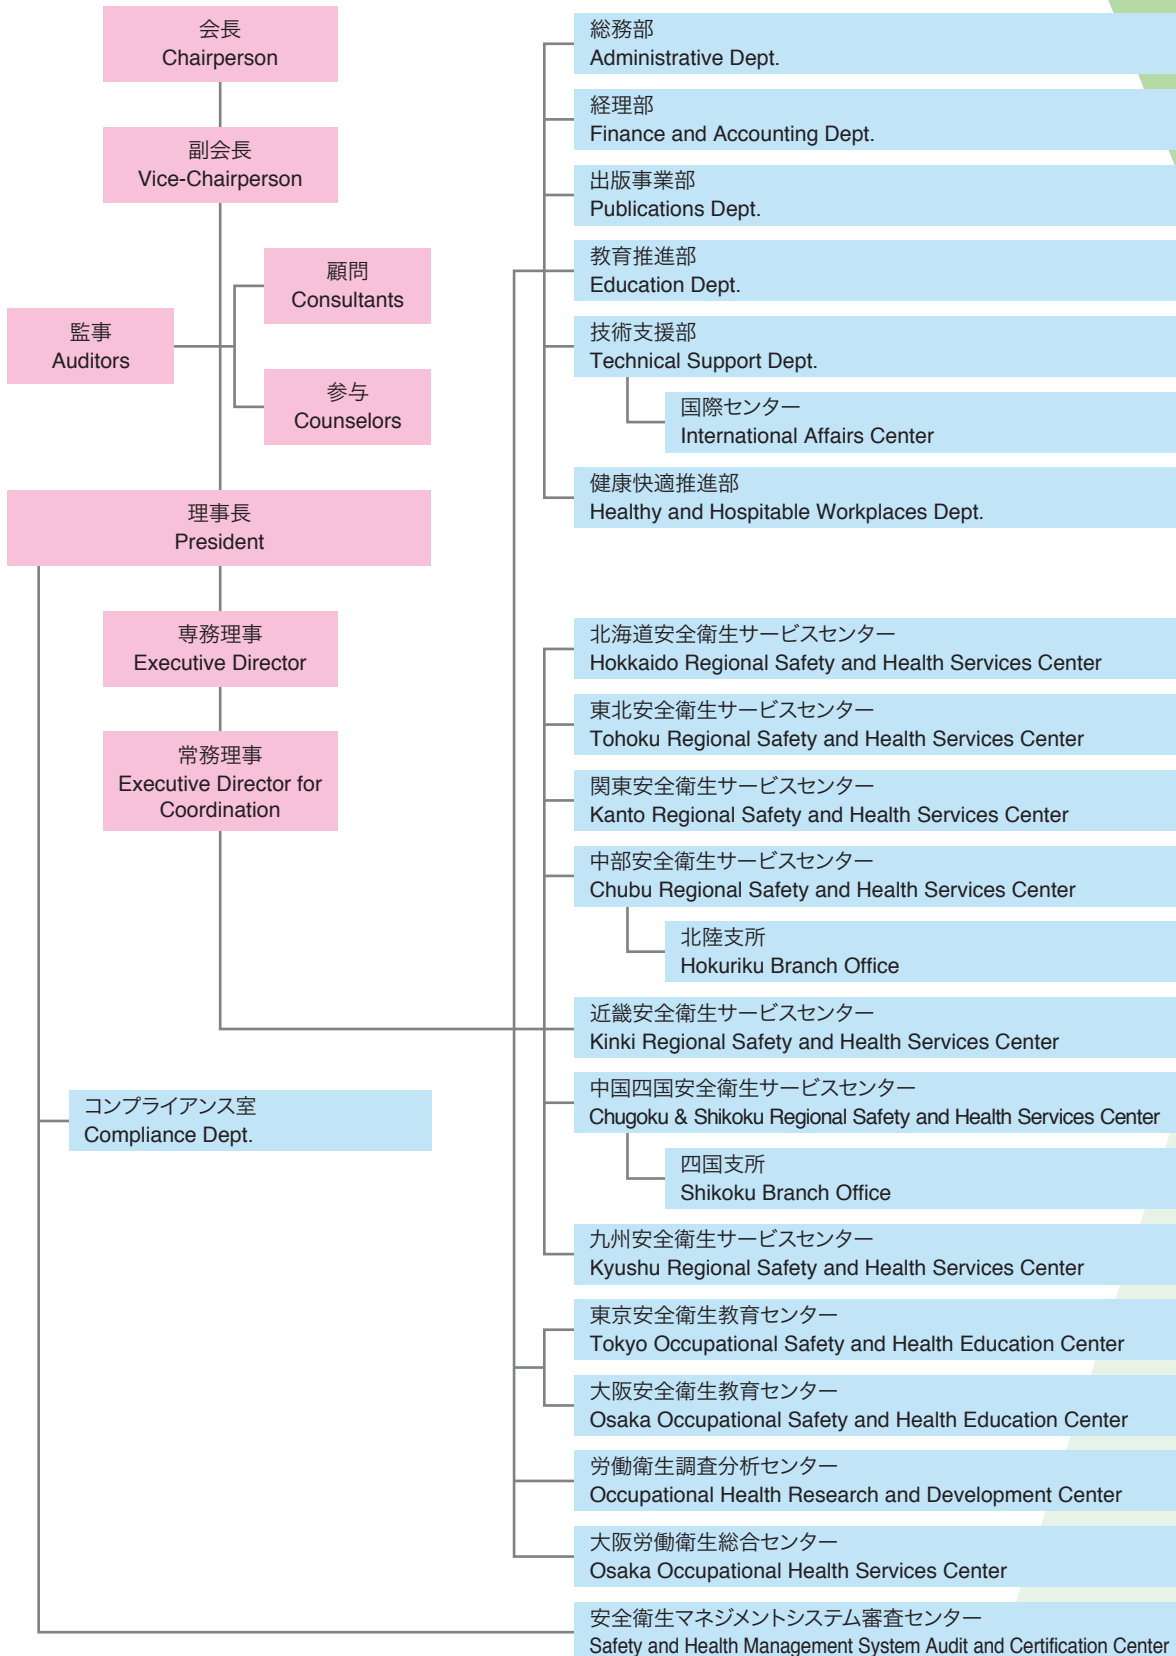 会長
Chairperson
副会長
Vice-Chairperson
顧問
Consultants
監事
Auditors
参与
Counselors
理事長
President
専務理事
Executive Director
常務理事
Executive Director for
Coordination
コンプライアンス室
Compliance Dept.
総務部
Administrative Dept.
経理部
Finance and Accounting Dept.
出版事業部
Publications Dept.
教育推進部
Education Dept.
技術支援部
Technical Support Dept.
国際センター
International Affairs Center
健康快適推進部
Healthy and Hospitable Workplaces Dept.
北海道安全衛生サービスセンター
Hokkaido Regional Safety and Health Services Center
東北安全衛生サービスセンター
Tohoku Regional Safety and Health Services Center
関東安全衛生サービスセンター
Kanto Regional Safety and Health Services Center
中部安全衛生サービスセンター
Chubu Regional Safety and Health Services Center
北陸支所
Hokuriku Branch Office
近畿安全衛生サービスセンター
Kinki Regional Safety and Health Services Center
中国四国安全衛生サービスセンター
Chugoku & Shikoku Regional Safety and Health Services Center
四国支所
Shikoku Branch Office
九州安全衛生サービスセンター
Kyushu Regional Safety and Health Services Center
東京安全衛生教育センター
Tokyo Occupational Safety and Health Education Center
大阪安全衛生教育センター
Osaka Occupational Safety and Health Education Center
労働衛生調査分析センター
Occupational Health Research and Development Center
大阪労働衛生総合センター
Osaka Occupational Health Services Center
安全衛生マネジメントシステム審査センター
Safety and Health Management System Audit and Certification Center